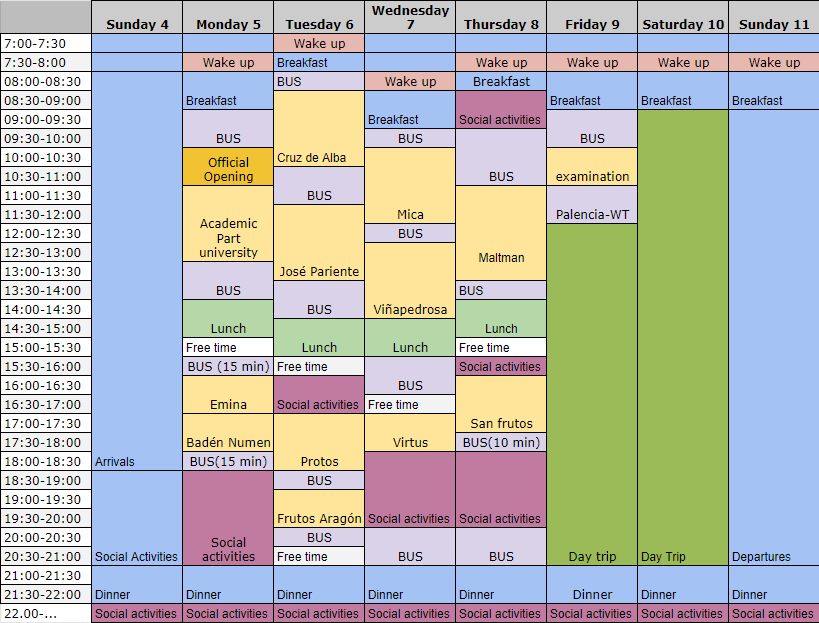 Sunday 4 Monday 5 Tuesday 6 Wednesday 7 Thursday 8 Friday 9 Saturday 10 Sunday 11
7:00-7:30 Wake up
7:30-8:00 Wake up Breakfast Wake up Wake up Wake up Wake up
08:00-08:30 BUS Wake up Breakfast
08:30-09:00 Breakfast Breakfast Breakfast Breakfast
09:00-09:30 Breakfast Social activities
09:30-10:00 BUS BUS BUS
10:00-10:30 Official Cruz de Alba
10:30-11:00 Opening BUS examination
11:00-11:30 BUS
11:30-12:00 Academic Mica Palencia-WT
12:00-12:30 Part BUS
12:30-13:00 university Maltman
13:00-13:30 José Pariente
13:30-14:00 BUS BUS
14:00-14:30 BUS Viñapedrosa
14:30-15:00 Lunch Lunch
15:00-15:30 Free time Lunch Lunch Free time
15:30-16:00 BUS (15 min) Free time Social activities
16:00-16:30 BUS
16:30-17:00 Emina Social activities Free time
17:00-17:30 San frutos
17:30-18:00 Badén Numen Virtus BUS(10 min)
18:00-18:30 Arrivals BUS(15 min) Protos
18:30-19:00 BUS
19:00-19:30
19:30-20:00 Frutos Aragón Social activities Social activities
20:00-20:30 Social BUS
20:30-21:00 Social Activities activities Free time BUS BUS Day trip Day Trip Departures
21:00-21:30
21:30-22:00 Dinner Dinner Dinner Dinner Dinner Dinner Dinner Dinner
22.00-... Social activities Social activities Social activities Social activities Social activities Social activities Social activities Social activities